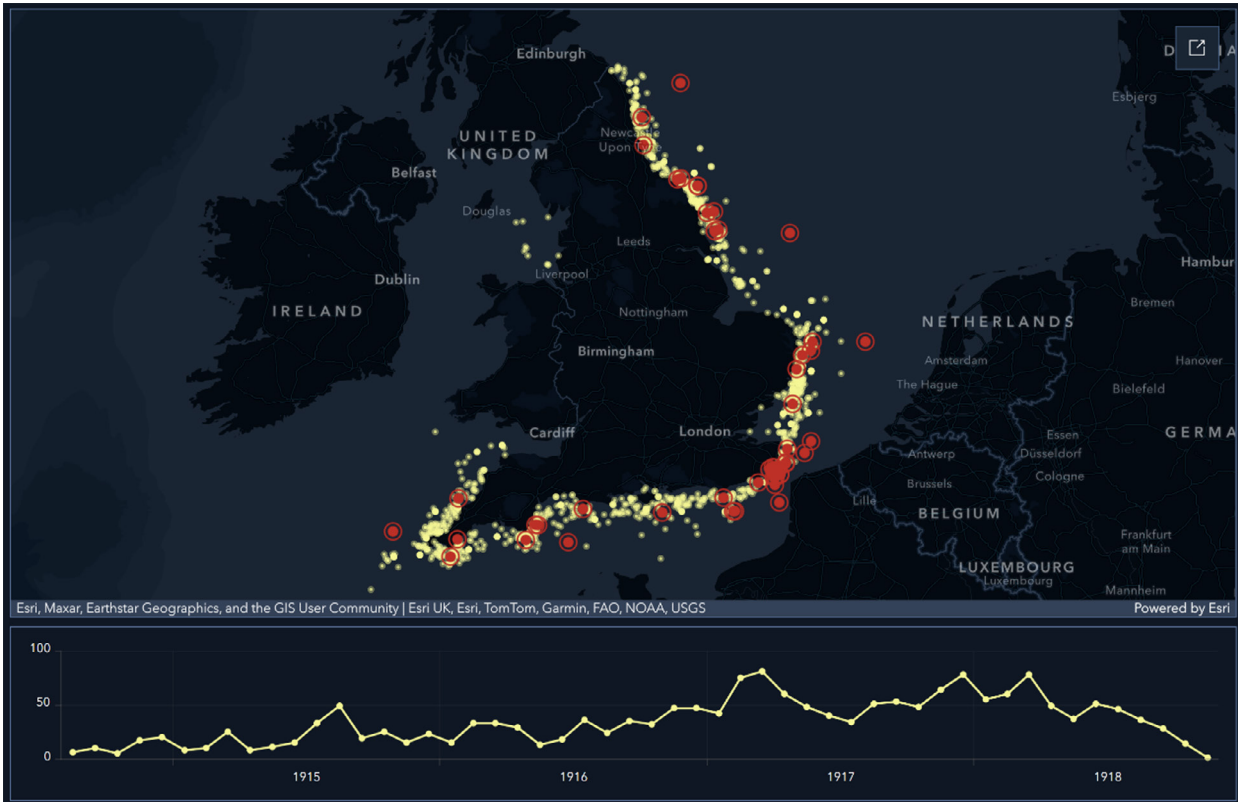 Edinburgh
D
A
Esbjerg
UNITED
KINGDOM
Newcastle
Upon Tyne
Belfast
Douglas
Leeds
Hambur
Liverpool
Dublin
Bremen
IRELAND
Nottingham
NETHERLANDS
Birmingham
Amsterdam
Hanover
The Hague
Bielefeld
Cardiff
London
Essen
GERMA
Antwerp
Düsseldorf
Brussels
Cologne
Lille
BELGIUM
Frankfurt
am Main
LUXEMBOURG
Luxembourg
Mannheim
Esri, Maxar, Earthstar Geographics, and the GIS User Community | Esri UK, Esri, TomTom, Garmin, FAO, NOAA, USGS
Powered by Esri
100
50
0
1915
1916
1917
1918